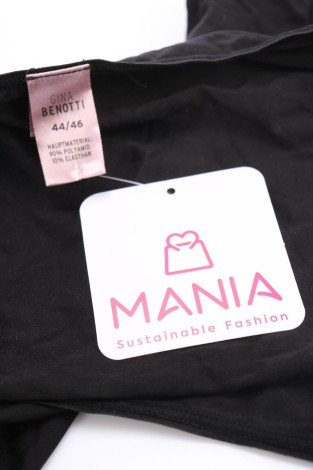 GINA
BENOTTI
44/46
HAUPTMATERIAL:
90% POLYAMID
10% ELASTHAN
MANIA
Sustainable Fashion